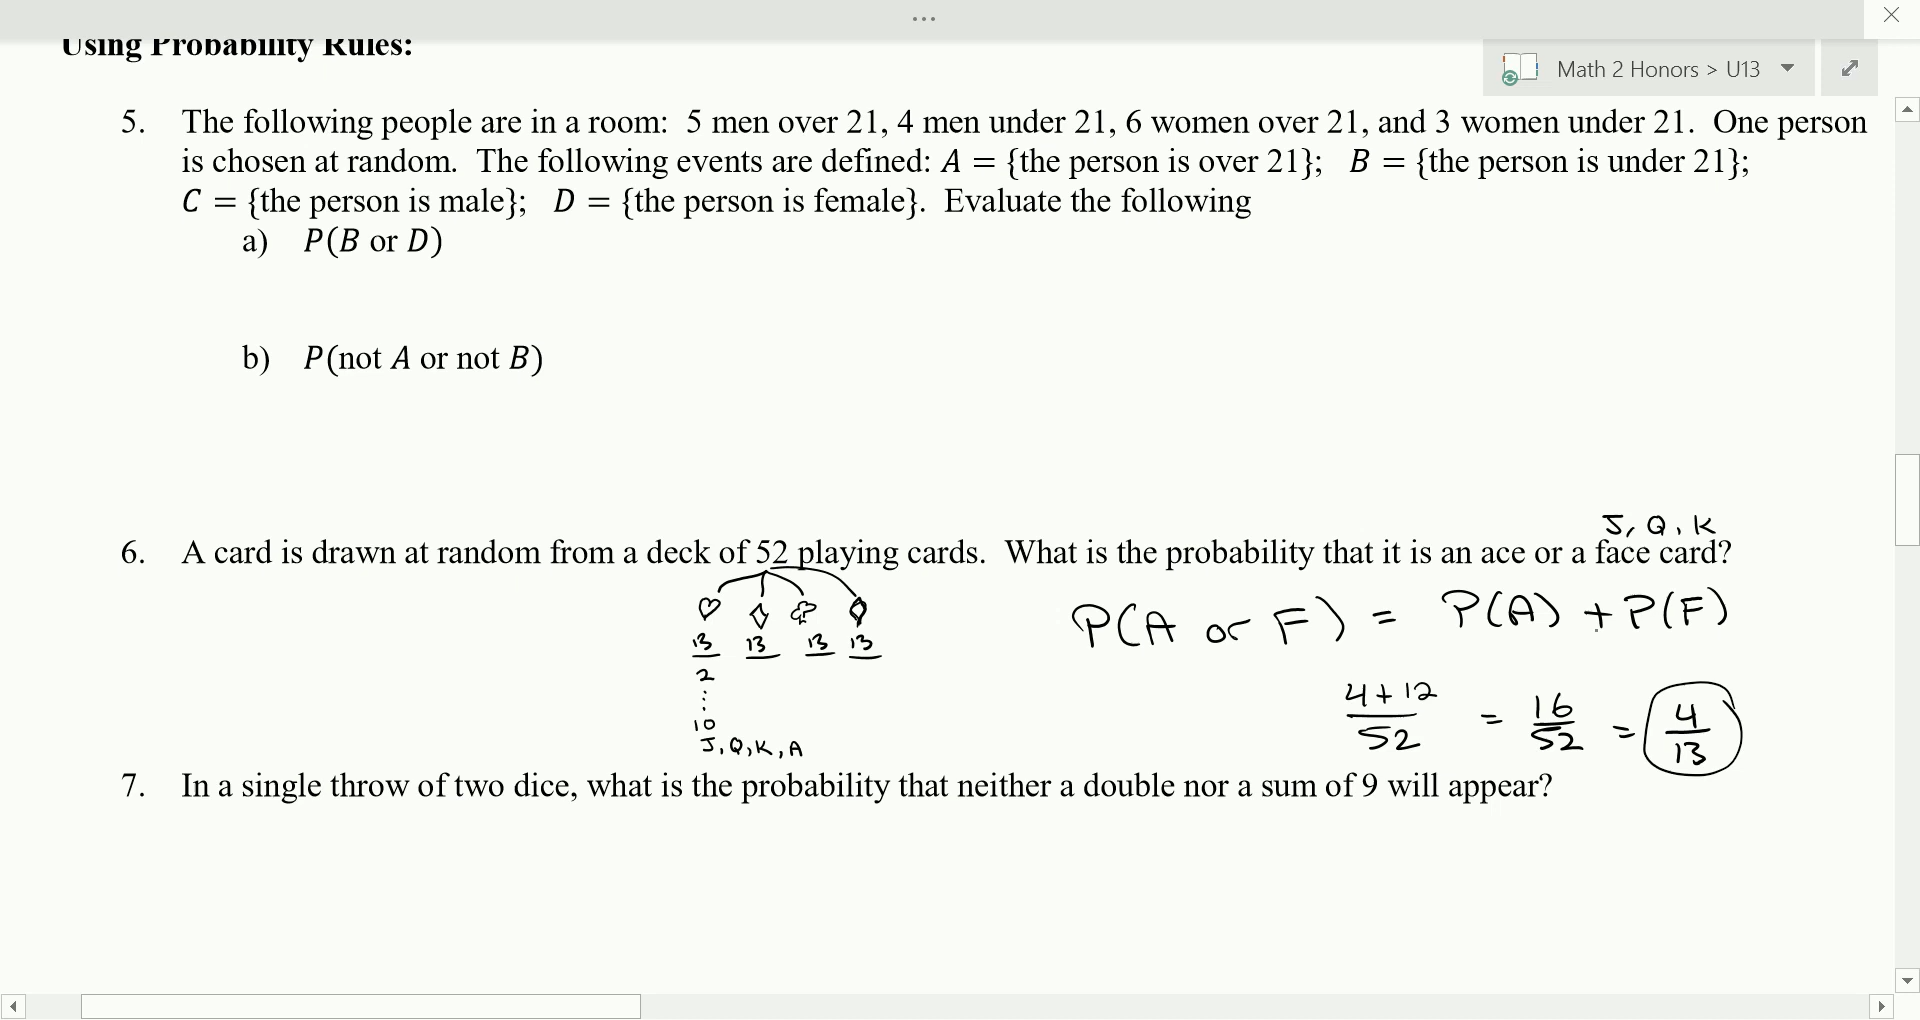 ...
Using Probability Rules:
Math 2 Honors > U13
5. The following people are in a room: 5 men over 21, 4 men under 21, 6 women over 21, and 3 women under 21. One person
is chosen at random. The following events are defined: A = {the person is over 21}; B = {the person is under 21};
C = {the person is male}; D = {the person is female}. Evaluate the following
a) P(B or D)
b) P(not A or not B)
J, Q, K
6. A card is drawn at random from a deck of 52 playing cards. What is the probability that it is an ace or a face card?
13 13 13 13
2
⋮
10
J, Q, K, A
P(A or F) = P(A) + P(F)
4+12/52 = 16/52 = 4/13
7. In a single throw of two dice, what is the probability that neither a double nor a sum of 9 will appear?